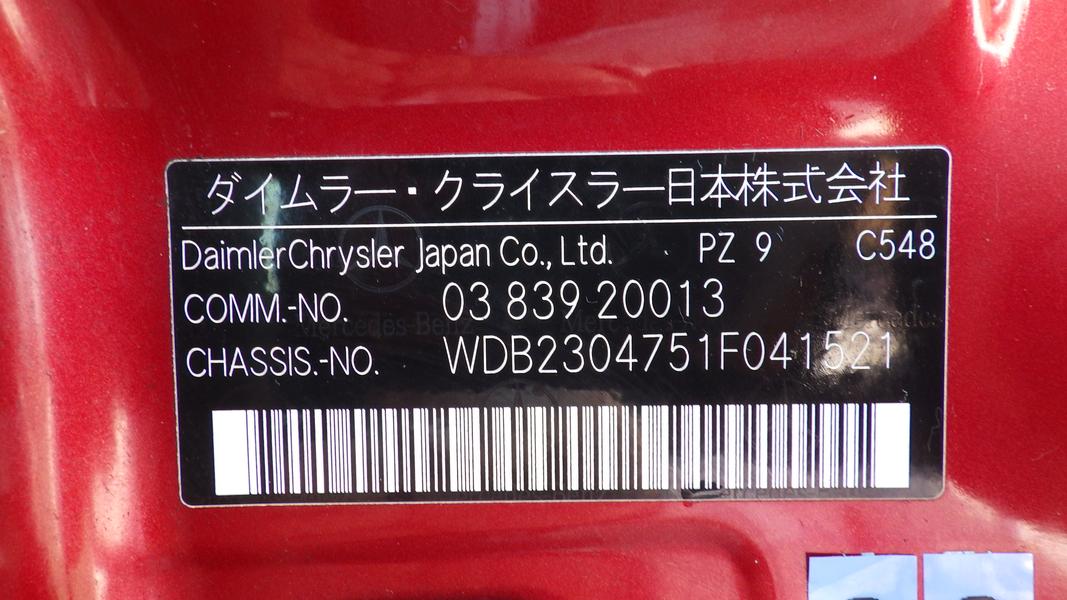 ダイムラー・クライスラー日本株式会社
DaimlerChrysler Japan Co., Ltd. PZ 9 C548
COMM.-NO. 03 839 20013
CHASSIS.-NO. WDB2304751F041521